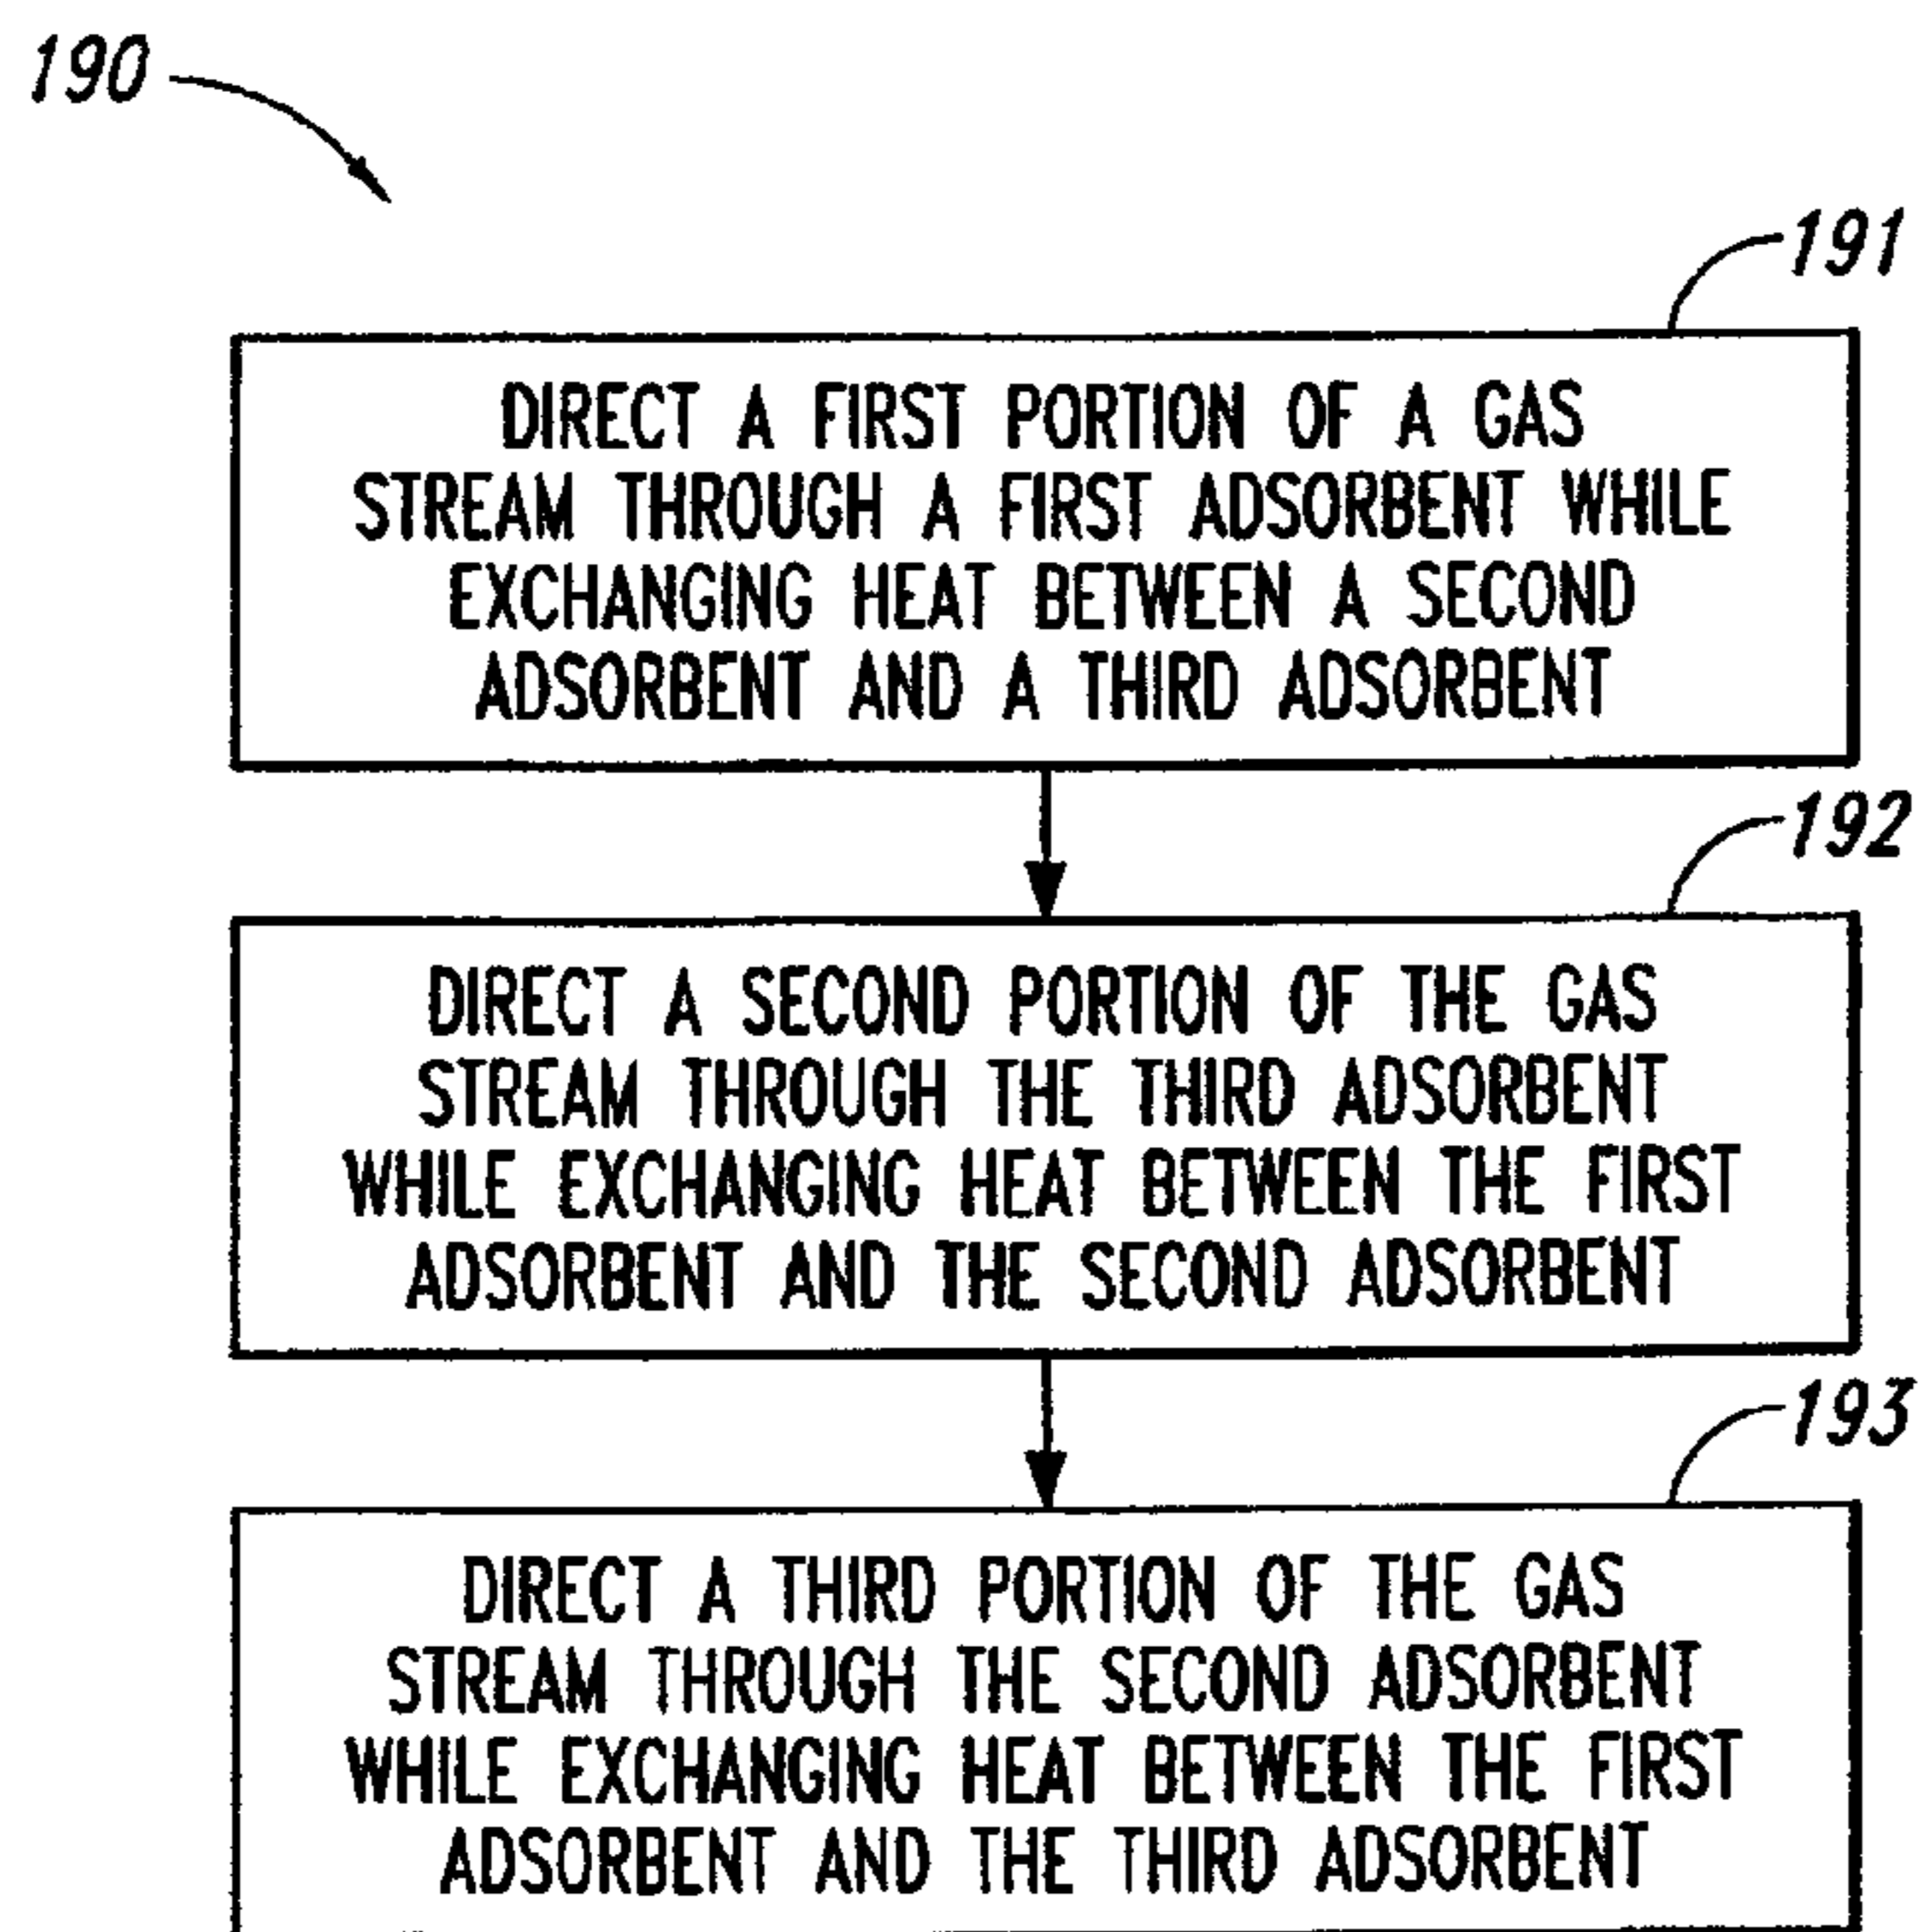 190
191
DIRECT A FIRST PORTION OF A GAS
STREAM THROUGH A FIRST ADSORBENT WHILE
EXCHANGING HEAT BETWEEN A SECOND
ADSORBENT AND A THIRD ADSORBENT
192
DIRECT A SECOND PORTION OF THE GAS
STREAM THROUGH THE THIRD ADSORBENT
WHILE EXCHANGING HEAT BETWEEN THE FIRST
ADSORBENT AND THE SECOND ADSORBENT
193
DIRECT A THIRD PORTION OF THE GAS
STREAM THROUGH THE SECOND ADSORBENT
WHILE EXCHANGING HEAT BETWEEN THE FIRST
ADSORBENT AND THE THIRD ADSORBENT